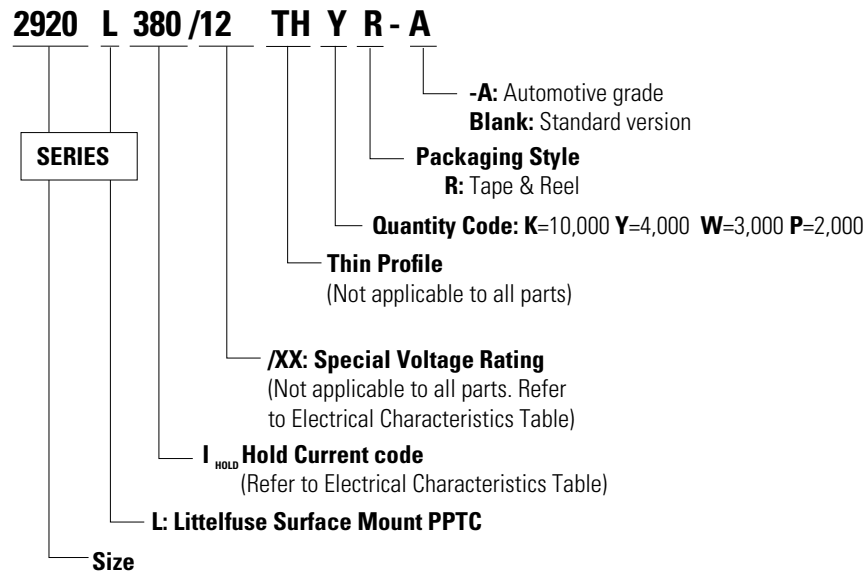 2920 L 380 /12 TH Y R - A
-A: Automotive grade
Blank: Standard version
SERIES
Packaging Style
R: Tape & Reel
Quantity Code: K=10,000 Y=4,000 W=3,000 P=2,000
Thin Profile
(Not applicable to all parts)
/XX: Special Voltage Rating
(Not applicable to all parts. Refer
to Electrical Characteristics Table)
I HOLD Hold Current code
(Refer to Electrical Characteristics Table)
L: Littelfuse Surface Mount PPTC
Size